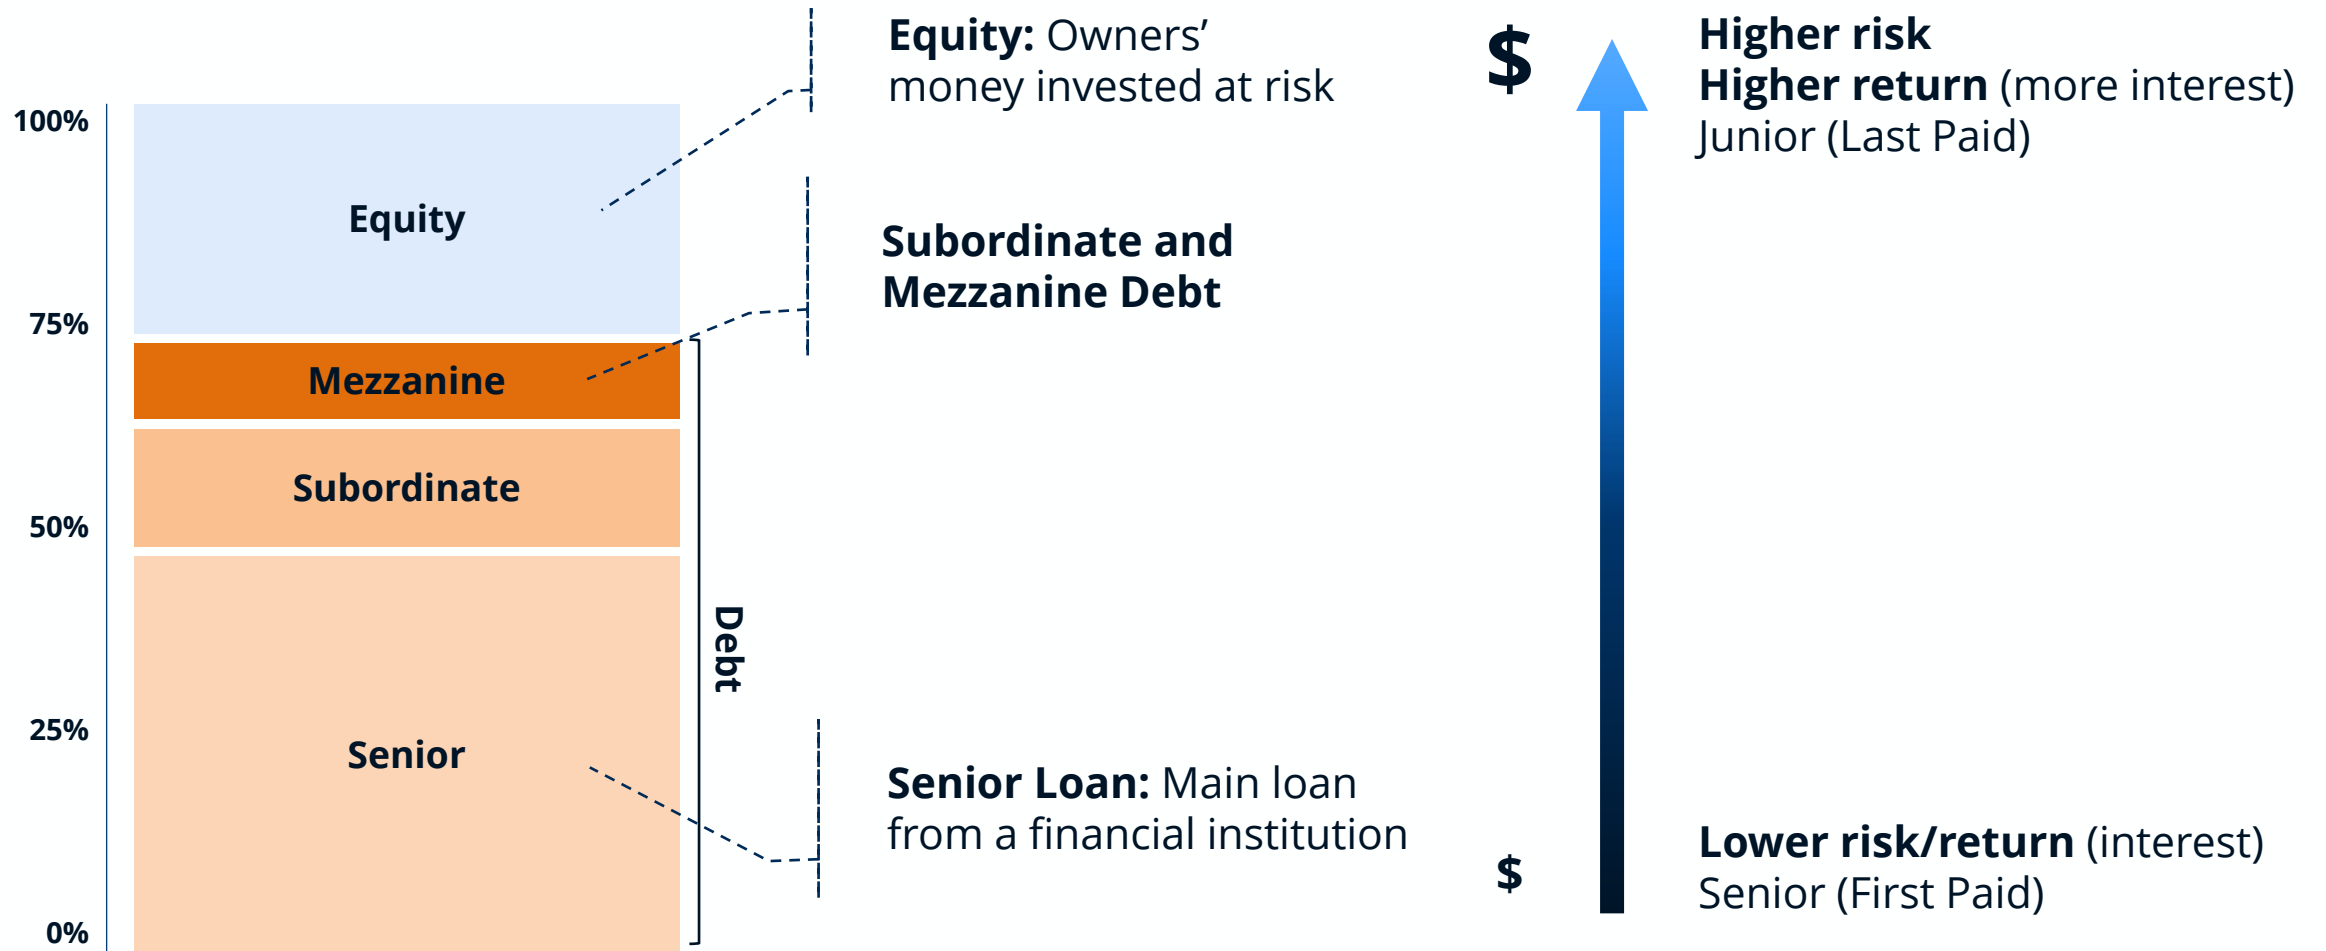 100%
75%
50%
25%
0%
Equity
Mezzanine
Subordinate
Senior
Debt
Equity: Owners’
money invested at risk
Subordinate and
Mezzanine Debt
Senior Loan: Main loan
from a financial institution
$
$
Higher risk
Higher return (more interest)
Junior (Last Paid)
Lower risk/return (interest)
Senior (First Paid)